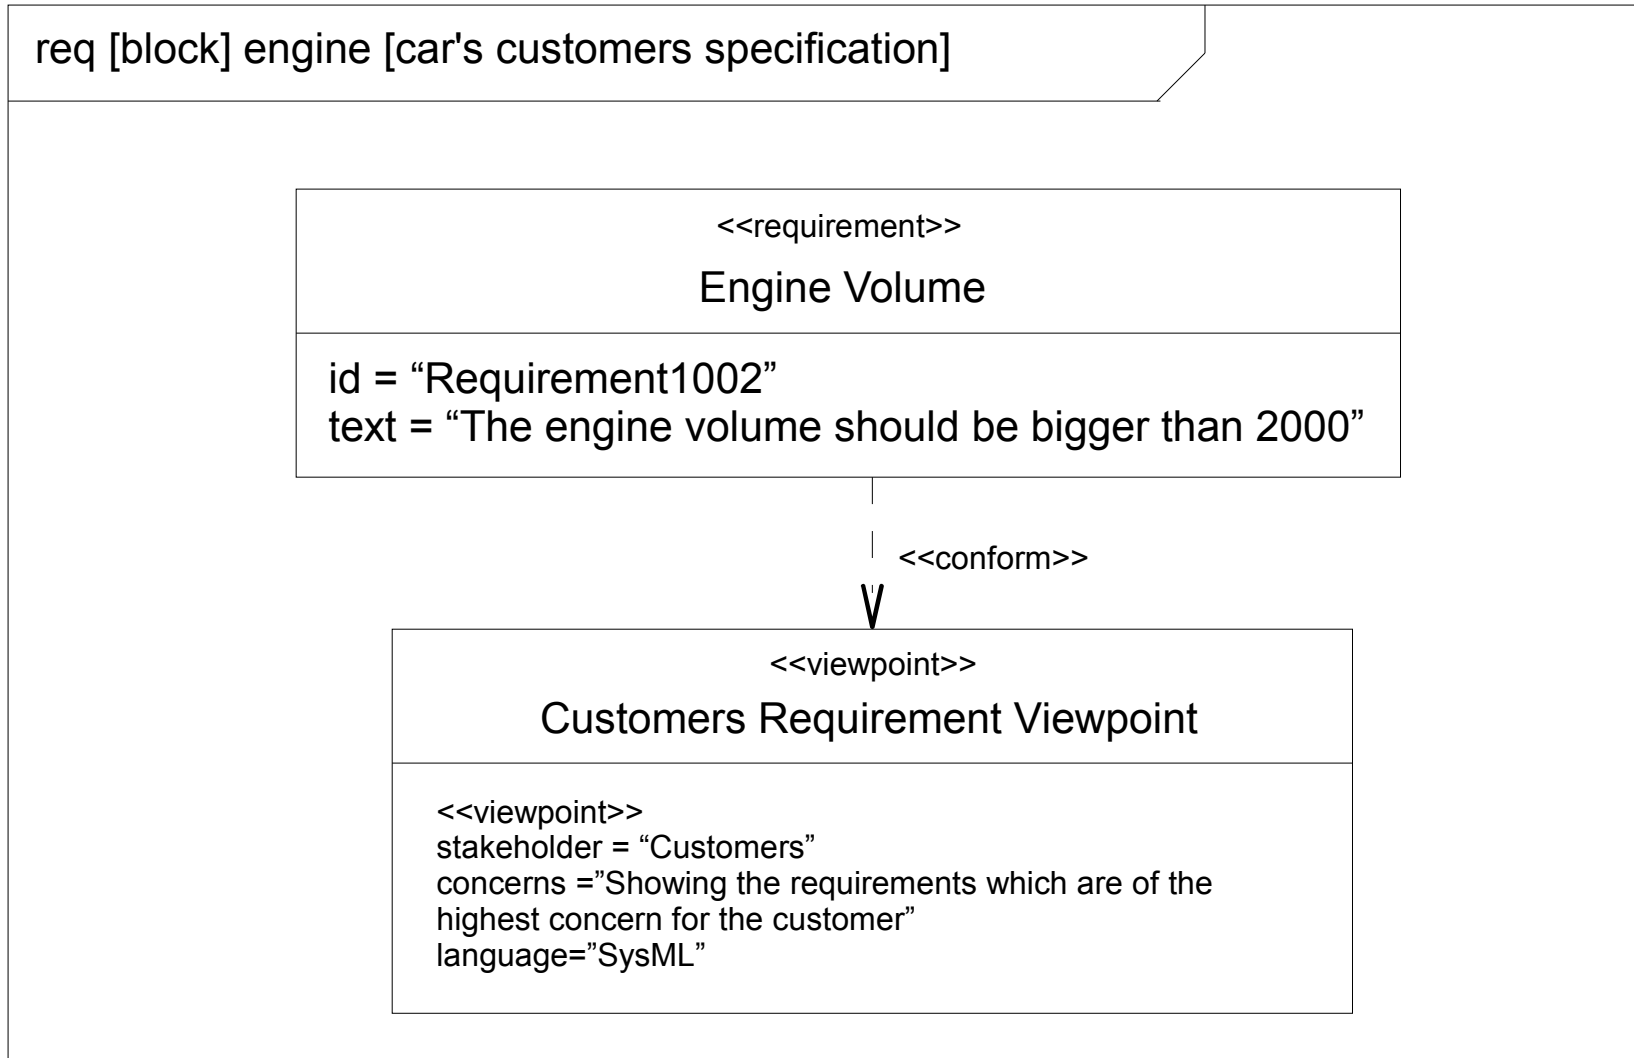 req [block] engine [car's customers specification]
<<requirement>>
Engine Volume
id = “Requirement1002”
text = “The engine volume should be bigger than 2000”
<<conform>>
<<viewpoint>>
Customers Requirement Viewpoint
<<viewpoint>>
stakeholder = “Customers”
concerns =”Showing the requirements which are of the
highest concern for the customer”
language=”SysML”